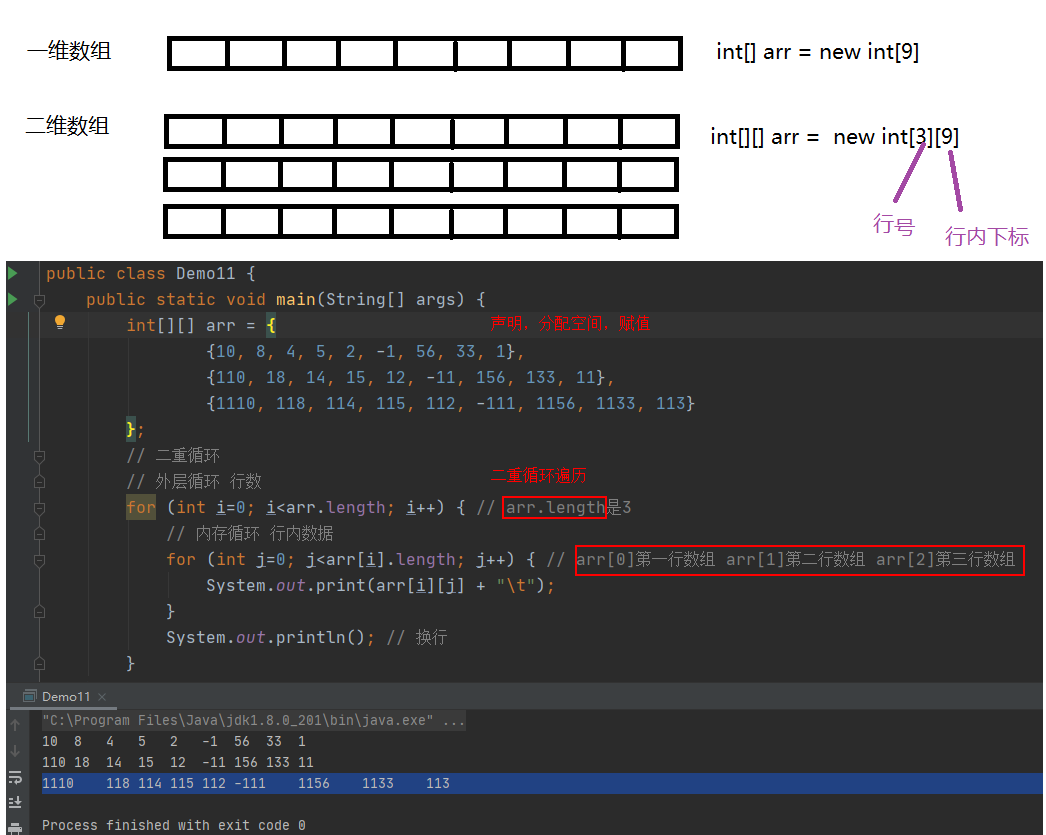 一维数组 int[] arr = new int[9]
二维数组 int[][] arr =  new int[3][9]
行号 行内下标
public class Demo11 {
public static void main(String[] args) {
int[][] arr = { 声明，分配空间，赋值
{10, 8, 4, 5, 2, -1, 56, 33, 1},
{110, 18, 14, 15, 12, -11, 156, 133, 11},
{1110, 118, 114, 115, 112, -111, 1156, 1133, 113}
};
// 二重循环
// 外层循环 行数 二重循环遍历
for (int i=0; i<arr.length; i++) { // arr.length是3
// 内存循环 行内数据
for (int j=0; j<arr[i].length; j++) { // arr[0]第一行数组 arr[1]第二行数组 arr[2]第三行数组
System.out.print(arr[i][j] + "\t");
}
System.out.println(); // 换行
}
Demo11 ×
"C:\Program Files\Java\jdk1.8.0_201\bin\java.exe" ...
10 8 4 5 2 -1 56 33 1
110 18 14 15 12 -11 156 133 11
1110 118 114 115 112 -111 1156 1133 113
Process finished with exit code 0